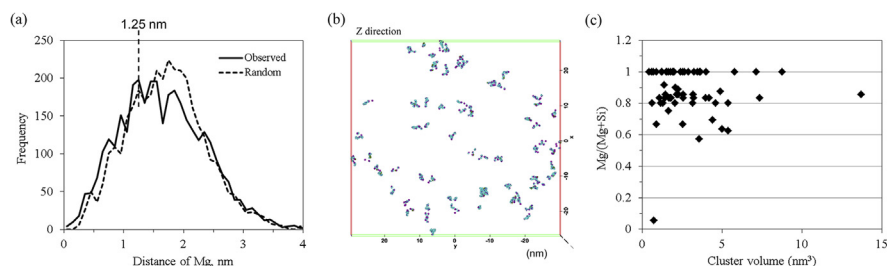 (a)
1.25 nm
250
200
150
100
50
0
Frequency
Observed
Random
0 1 2 3 4
Distance of Mg, nm
(b)
Z direction
20
10
0 x
-10
-20
20 10 0 -10 -20
y
(nm)
(c)
1.2
1
0.8
0.6
0.4
0.2
0
Mg/(Mg+Si)
0 5 10 15
Cluster volume (nm³)